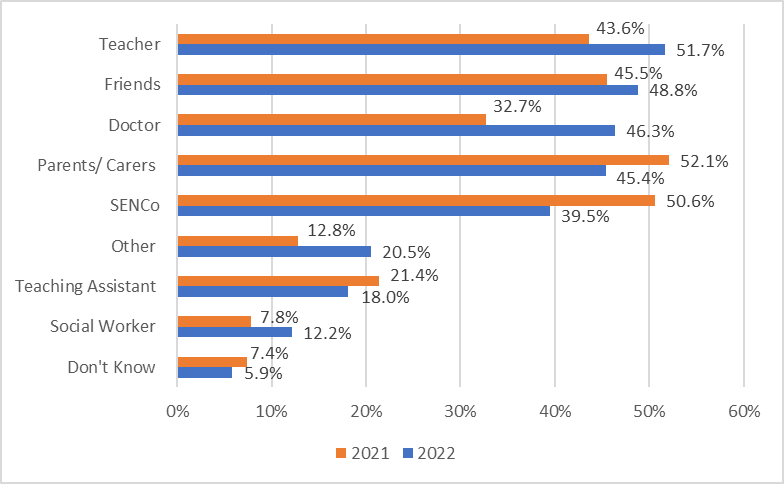 Teacher
43.6%
51.7%
Friends
45.5%
48.8%
Doctor
32.7%
46.3%
Parents/ Carers
52.1%
45.4%
SENCo
50.6%
39.5%
Other
12.8%
20.5%
Teaching Assistant
21.4%
18.0%
Social Worker
7.8%
12.2%
Don't Know
7.4%
5.9%
0% 10% 20% 30% 40% 50% 60%
2021 2022